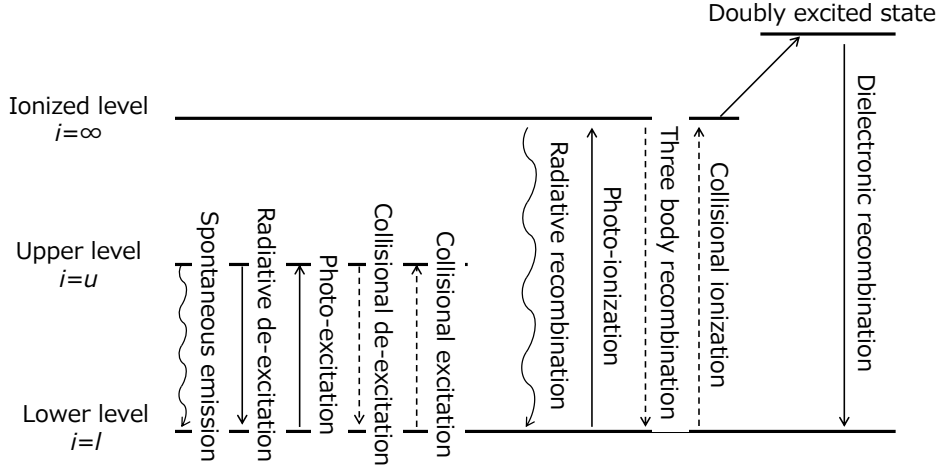 Doubly excited state
Ionized level
i=∞
Upper level
i=u
Lower level
i=l
Spontaneous emission
Radiative de-excitation
Photo-excitation
Collisional de-excitation
Collisional excitation
Radiative recombination
Photo-ionization
Three body recombination
Collisional ionization
Dielectronic recombination